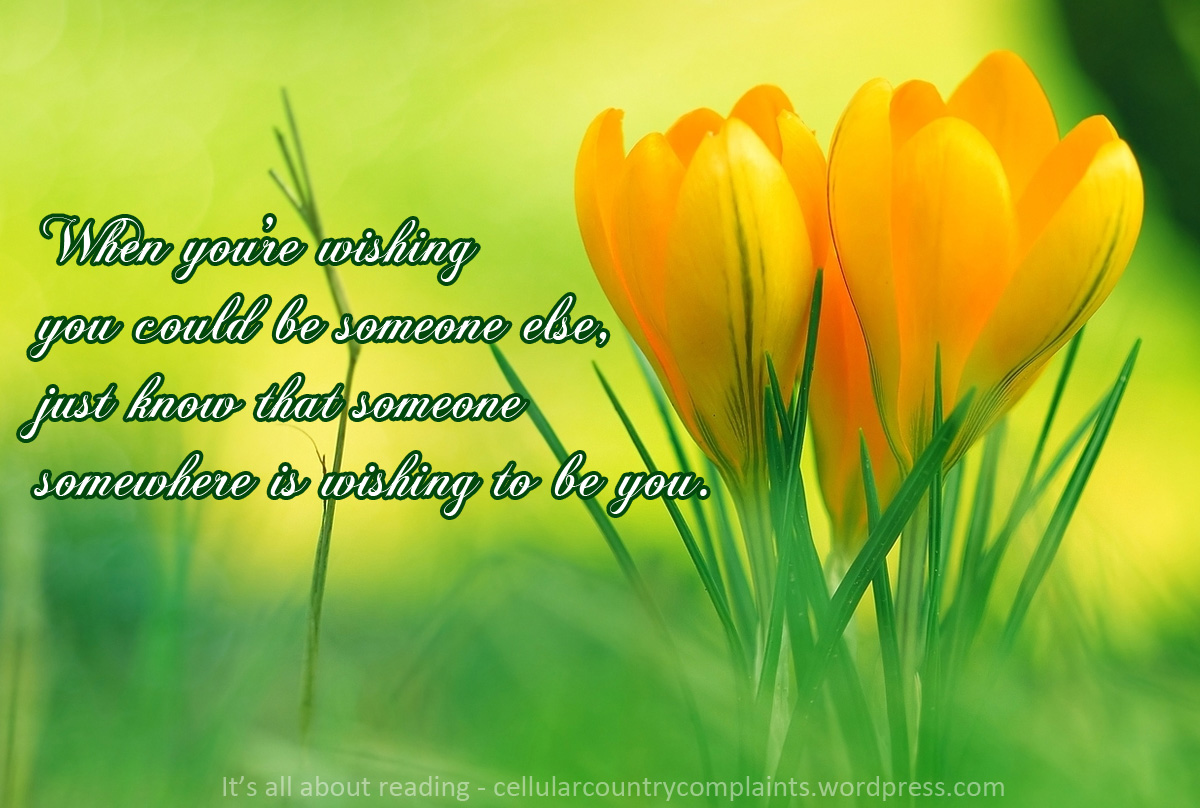 When you're wishing
you could be someone else,
just know that someone
somewhere is wishing to be you.
It's all about reading - cellularcountrycomplaints.wordpress.com